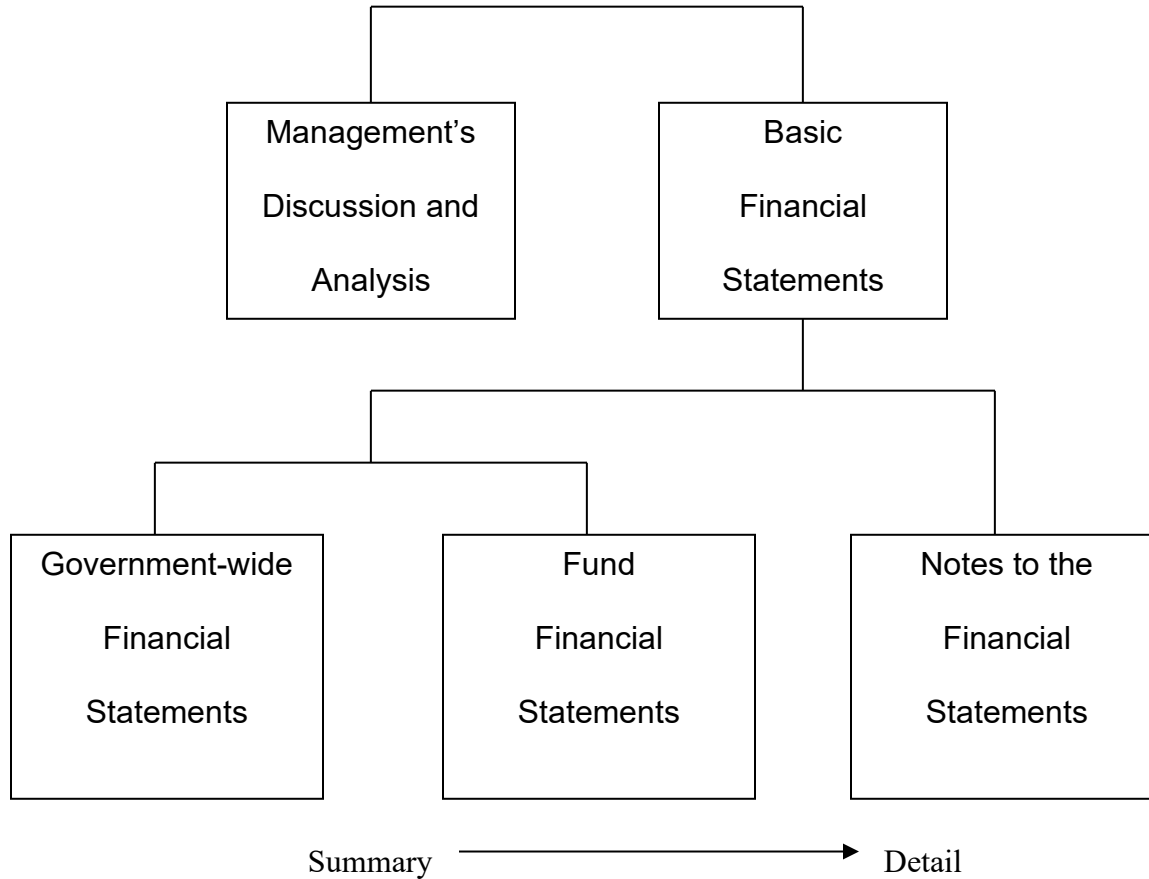 Management’s
Discussion and
Analysis
Basic
Financial
Statements
Government-wide
Financial
Statements
Fund
Financial
Statements
Notes to the
Financial
Statements
Summary
Detail